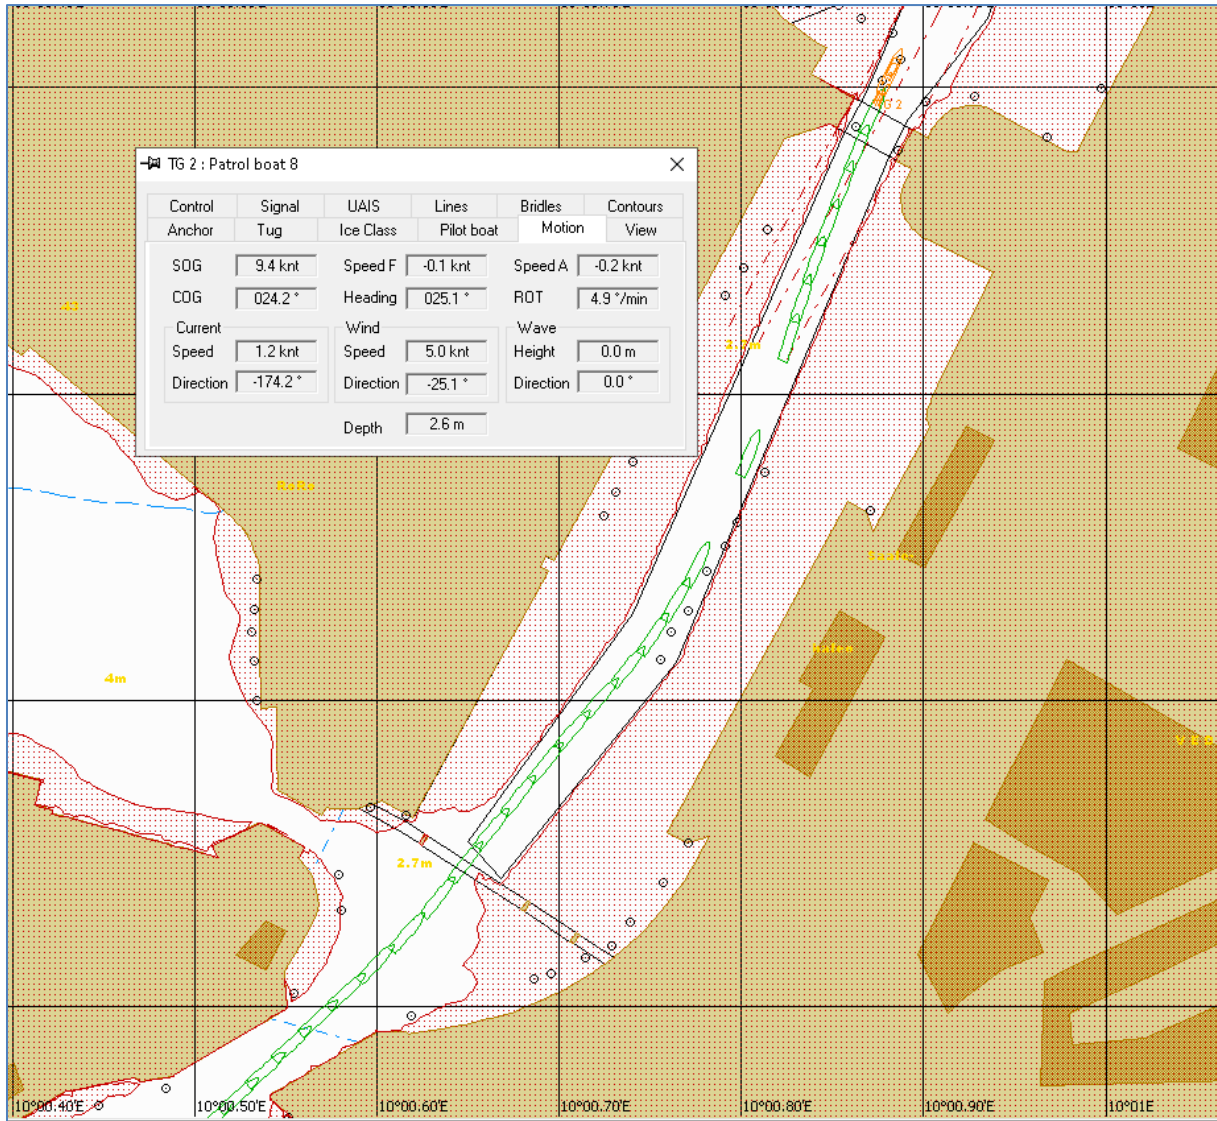 TG 2
TG 2 : Patrol boat 8
Control Signal UAIS Lines Bridles Contours
Anchor Tug Ice Class Pilot boat Motion View
SOG 9.4 knt Speed F -0.1 knt Speed A -0.2 knt
COG 024.2 ° Heading 025.1 ° ROT 4.9 °/min
Current Wind Wave
Speed 1.2 knt Speed 5.0 knt Height 0.0 m
Direction -174.2 ° Direction -25.1 ° Direction 0.0 °
Depth 2.6 m
2.7m
4m
2.7m
10°00.40'E 10°00.50'E 10°00.60'E 10°00.70'E 10°00.80'E 10°00.90'E 10°01'E